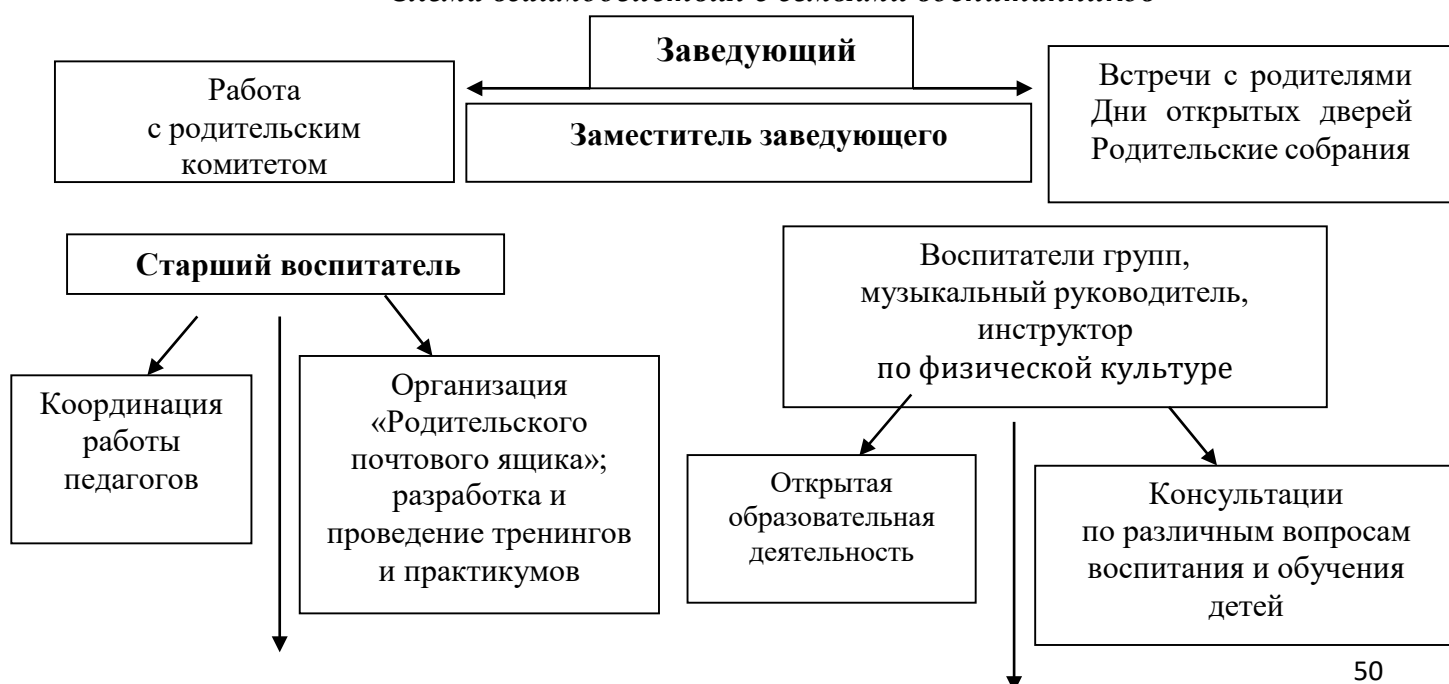 Заведующий
Работа
с родительским
комитетом
Заместитель заведующего
Встречи с родителями
Дни открытых дверей
Родительские собрания
Старший воспитатель
Воспитатели групп,
музыкальный руководитель,
инструктор
по физической культуре
Координация
работы
педагогов
Организация
«Родительского
почтового ящика»;
разработка и
проведение тренингов
и практикумов
Открытая
образовательная
деятельность
Консультации
по различным вопросам
воспитания и обучения
детей
50